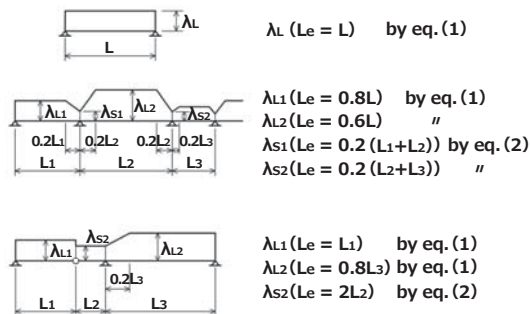 λL
L
λL (Le = L) by eq.(1)
λL1 λS1 λL2 λS2
0.2L1 0.2L2 0.2L2 0.2L3
L1 L2 L3
λL1(Le = 0.8L) by eq.(1)
λL2(Le = 0.6L) 〃
λS1(Le = 0.2(L1+L2)) by eq.(2)
λS2(Le = 0.2(L2+L3)) 〃
λL1 λS2 λL2
0.2L3
L1 L2 L3
λL1(Le = L1) by eq.(1)
λL2(Le = 0.8L3) by eq.(1)
λS2(Le = 2L2) by eq.(2)